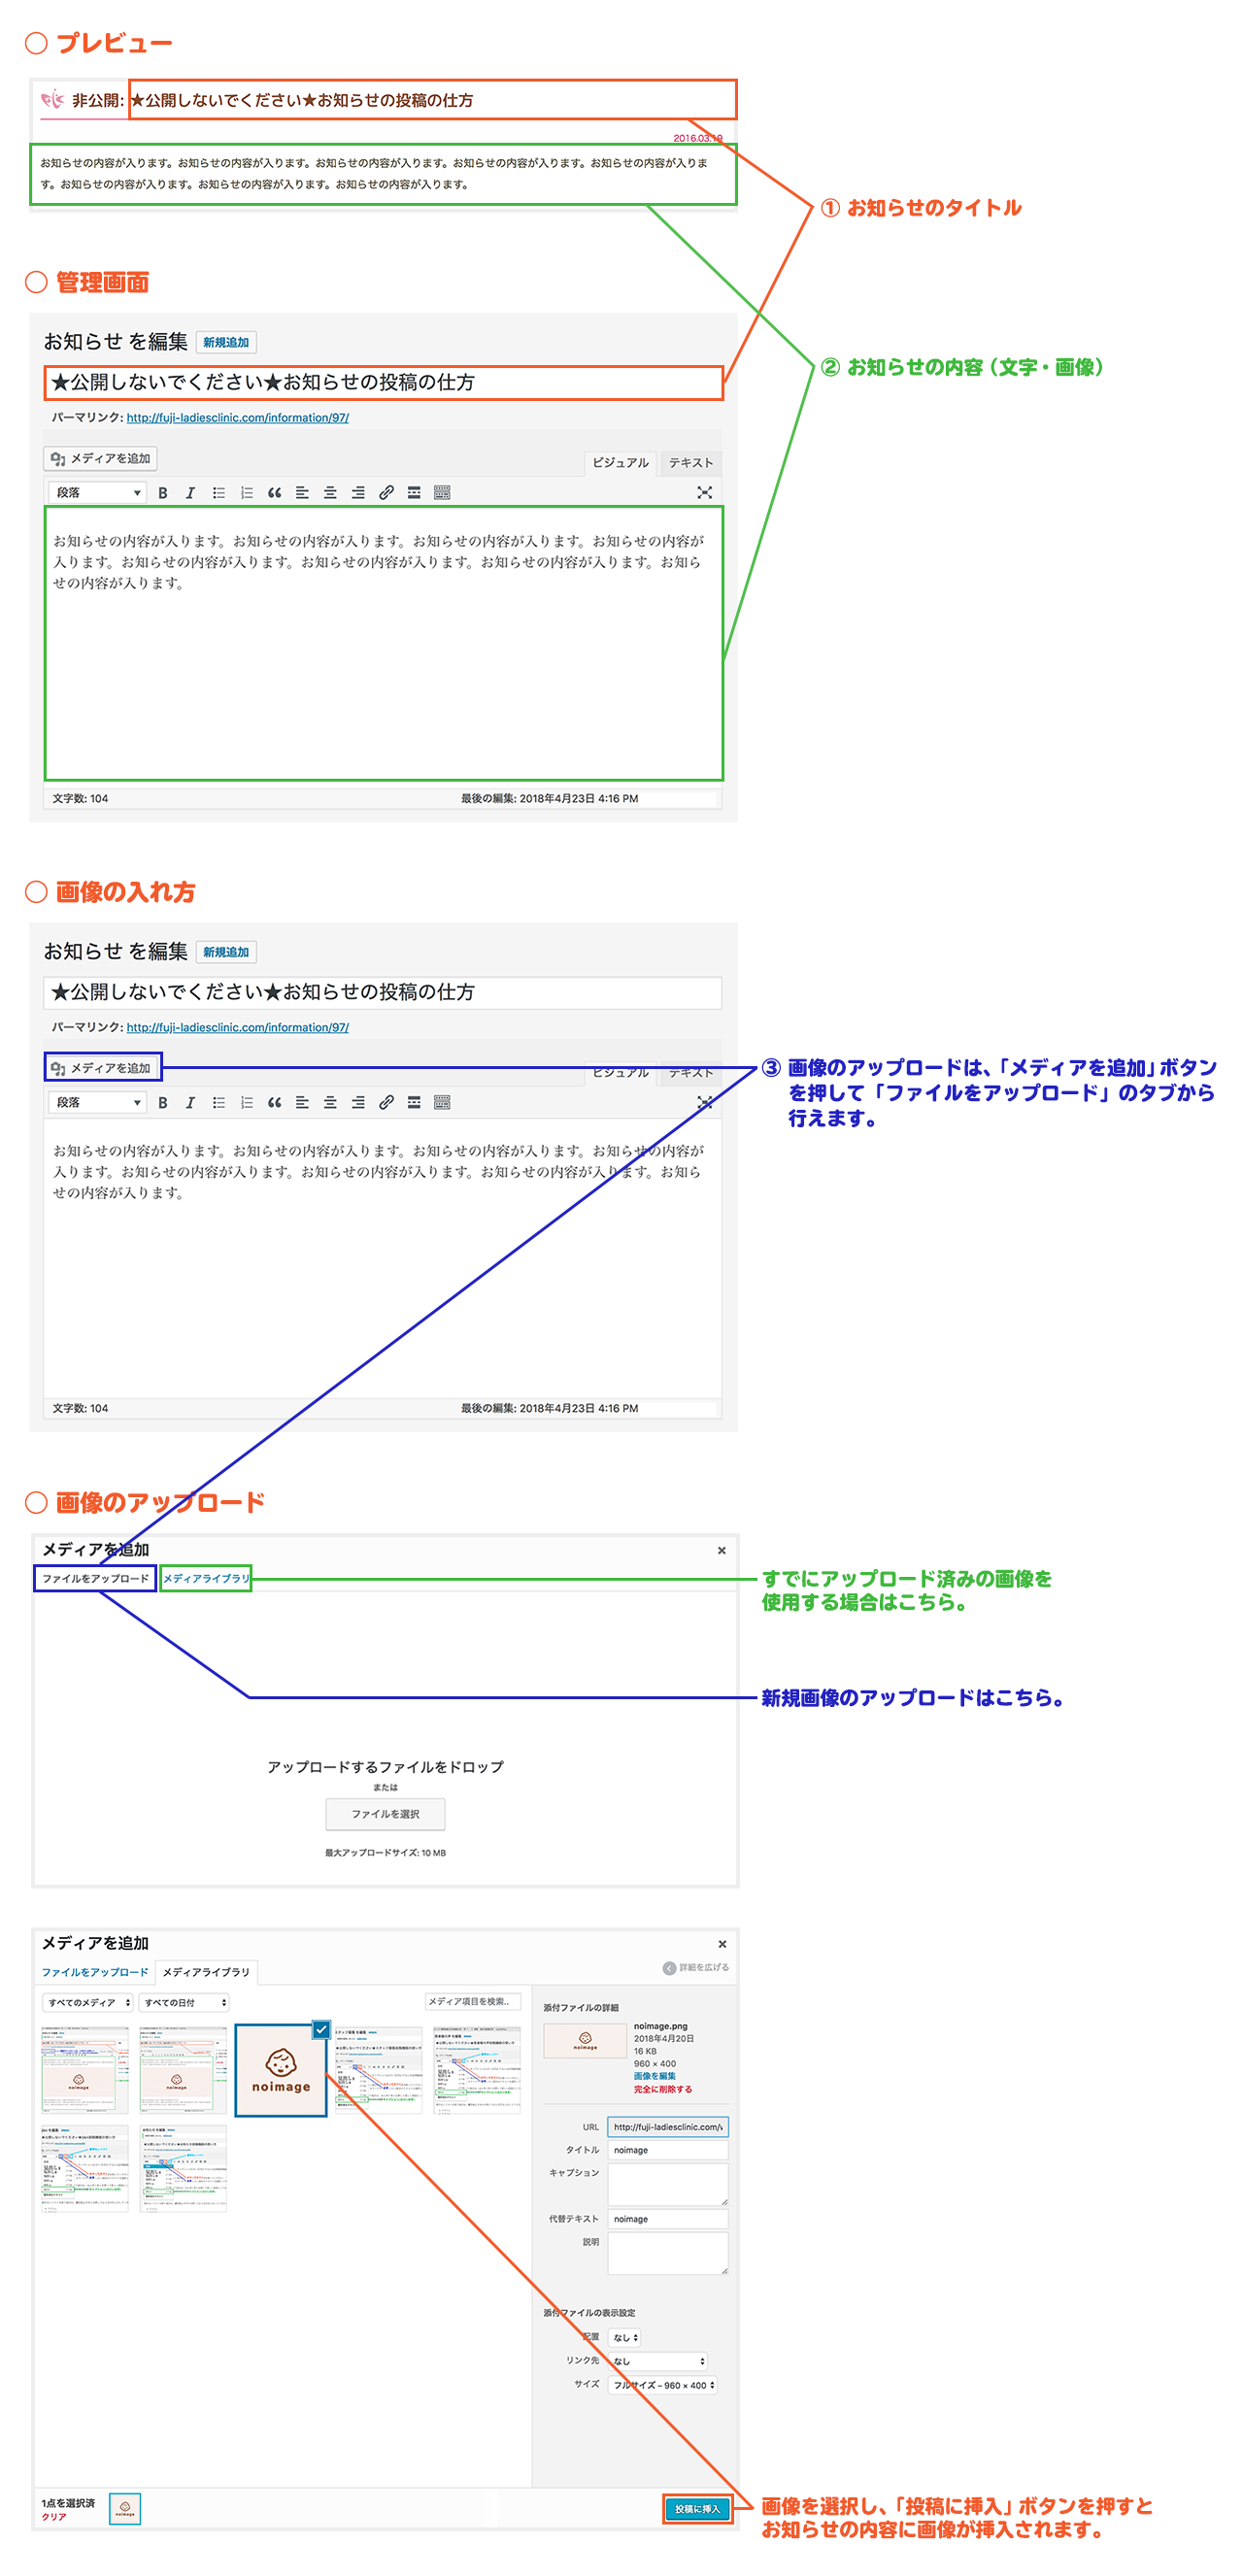 ○ プレビュー
非公開: ★公開しないでください★お知らせの投稿の仕方
2016.03.19
お知らせの内容が入ります。お知らせの内容が入ります。お知らせの内容が入ります。お知らせの内容が入ります。お知らせの内容が入りま
す。お知らせの内容が入ります。お知らせの内容が入ります。お知らせの内容が入ります。
① お知らせのタイトル
○ 管理画面
お知らせ を編集 新規追加
② お知らせの内容（文字・画像）
★公開しないでください★お知らせの投稿の仕方
パーマリンク: http://fuji-ladiesclinic.com/information/97/
メディアを追加
ビジュアル テキスト
段落
お知らせの内容が入ります。お知らせの内容が入ります。お知らせの内容が入ります。お知らせの内容が
入ります。お知らせの内容が入ります。お知らせの内容が入ります。お知らせの内容が入ります。お知ら
せの内容が入ります。
文字数: 104 最後の編集: 2018年4月23日 4:16 PM
○ 画像の入れ方
お知らせ を編集 新規追加
★公開しないでください★お知らせの投稿の仕方
パーマリンク: http://fuji-ladiesclinic.com/information/97/
メディアを追加
ビジュアル テキスト
③ 画像のアップロードは、「メディアを追加」ボタン
を押して「ファイルをアップロード」のタブから
行えます。
段落
お知らせの内容が入ります。お知らせの内容が入ります。お知らせの内容が入ります。お知らせの内容が
入ります。お知らせの内容が入ります。お知らせの内容が入ります。お知らせの内容が入ります。お知ら
せの内容が入ります。
文字数: 104 最後の編集: 2018年4月23日 4:16 PM
○ 画像のアップロード
メディアを追加
ファイルをアップロード メディアライブラリ
すでにアップロード済みの画像を
使用する場合はこちら。
新規画像のアップロードはこちら。
アップロードするファイルをドロップ
または
ファイルを選択
最大アップロードサイズ: 10 MB
メディアを追加
ファイルをアップロード メディアライブラリ
詳細を広げる
すべてのメディア すべての日付 メディア項目を検索..
noimage
添付ファイルの詳細
noimage
noimage.png
2018年4月20日
16 KB
960 × 400
画像を編集
完全に削除する
URL http://fuji-ladiesclinic.com/
タイトル noimage
キャプション
代替テキスト noimage
説明
添付ファイルの表示設定
配置 なし
リンク先 なし
サイズ フルサイズ – 960 × 400
1点を選択済
クリア
noimage
投稿に挿入
画像を選択し、「投稿に挿入」ボタンを押すと
お知らせの内容に画像が挿入されます。